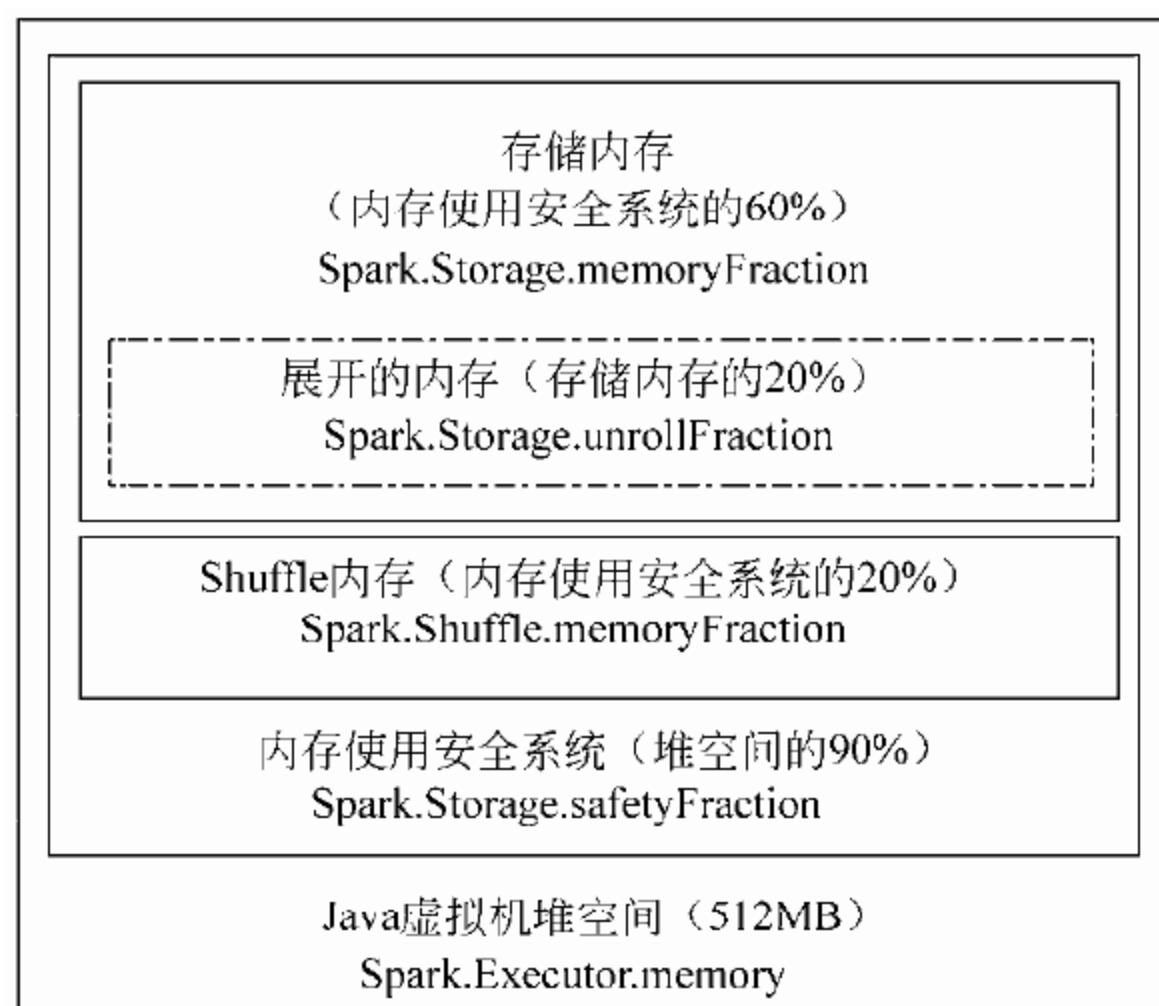 存储内存
（内存使用安全系统的60%）
Spark.Storage.memoryFraction
展开的内存（存储内存的20%）
Spark.Storage.unrollFraction
Shuffle内存（内存使用安全系统的20%）
Spark.Shuffle.memoryFraction
内存使用安全系统（堆空间的90%）
Spark.Storage.safetyFraction
Java虚拟机堆空间（512MB）
Spark.Executor.memory